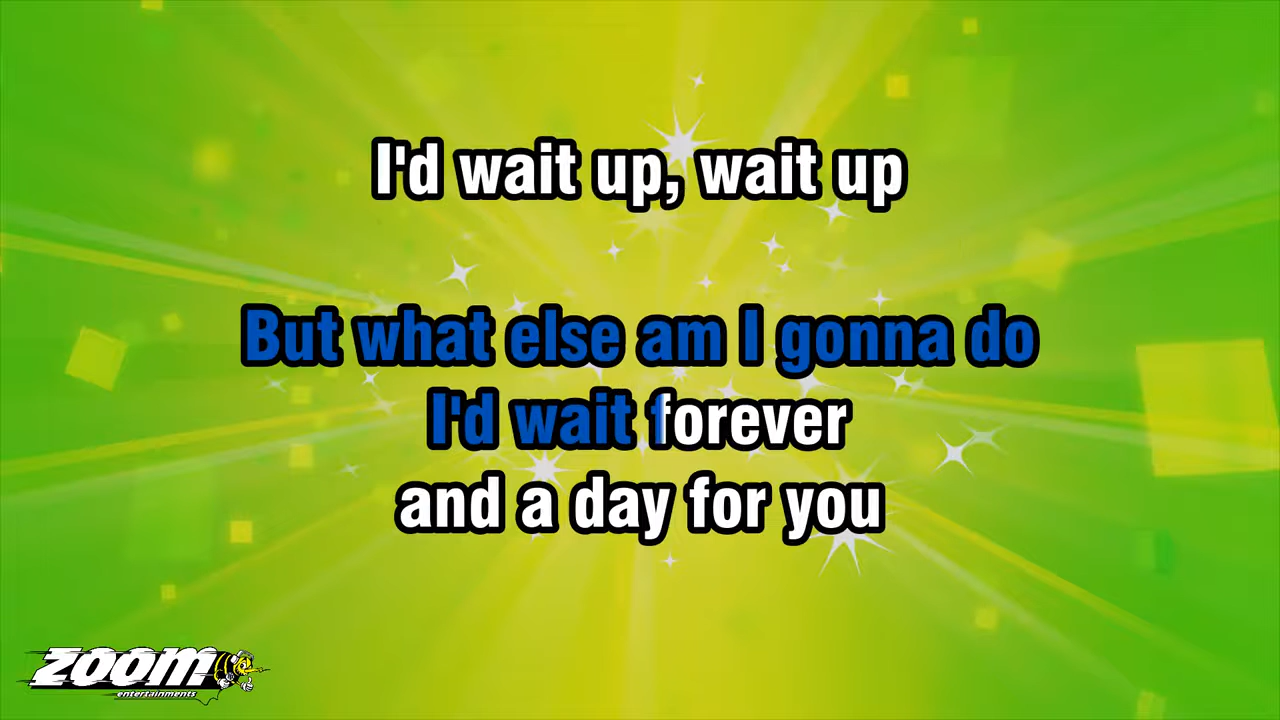 I'd wait up, wait up
But what else am I gonna do
I'd wait forever
and a day for you
zoom
entertainments